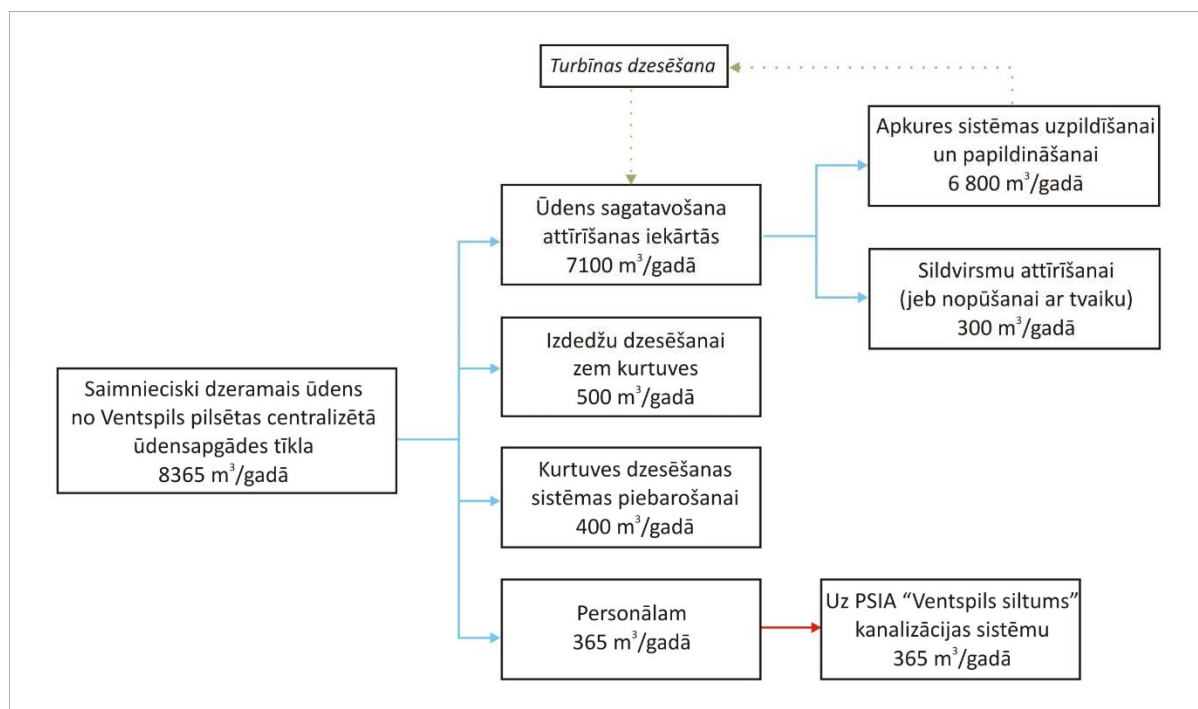 Turbīnas dzesēšana
Apkures sistēmas uzpildīšanai
un papildināšanai
6 800 m³/gadā
Ūdens sagatavošana
attīrīšanas iekārtās
7100 m³/gadā
Sildvirsmu attīrīšanai
(jeb nopūšanai ar tvaiku)
300 m³/gadā
Izdedžu dzesēšanai
zem kurtuves
500 m³/gadā
Saimnieciski dzeramais ūdens
no Ventspils pilsētas centralizētā
ūdensapgādes tīkla
8365 m³/gadā
Kurtuves dzesēšanas
sistēmas piebarošanai
400 m³/gadā
Personālam
365 m³/gadā
Uz PSIA “Ventspils siltums”
kanalizācijas sistēmu
365 m³/gadā